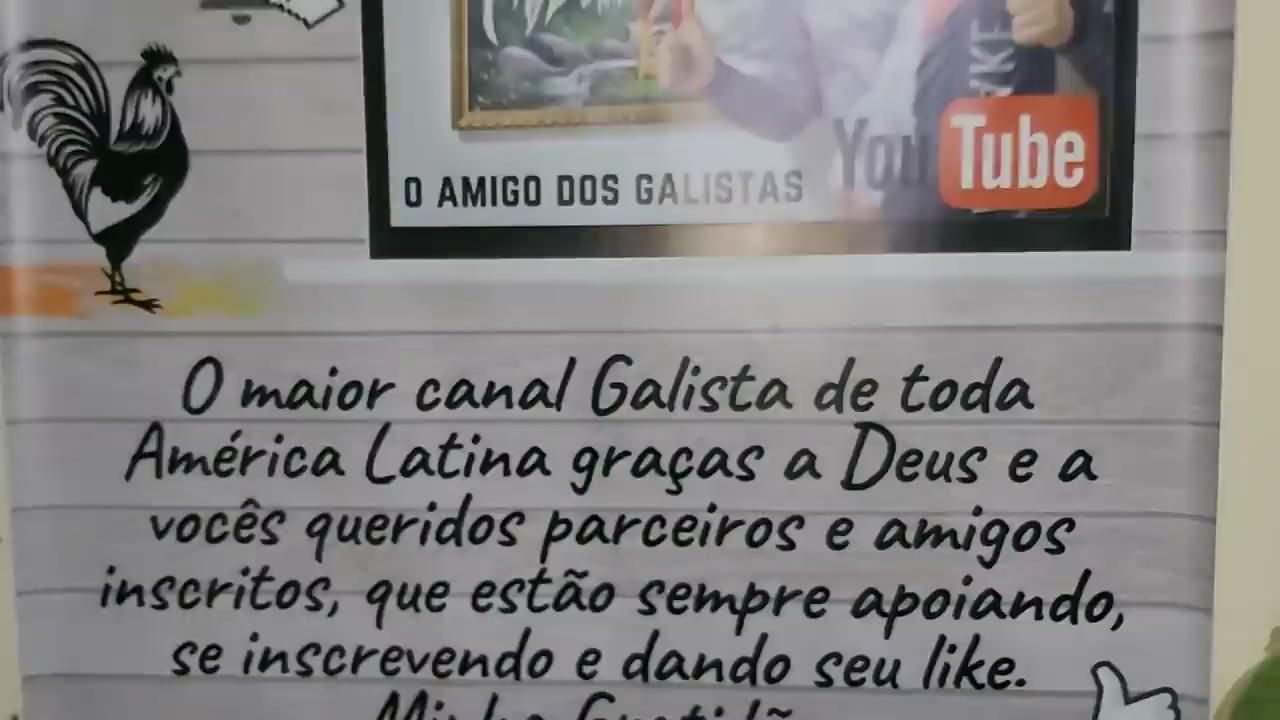 O AMIGO DOS GALISTAS
YouTube
O maior canal Galista de toda
América Latina graças a Deus e a
vocês queridos parceiros e amigos
inscritos, que estão sempre apoiando,
se inscrevendo e dando seu like.